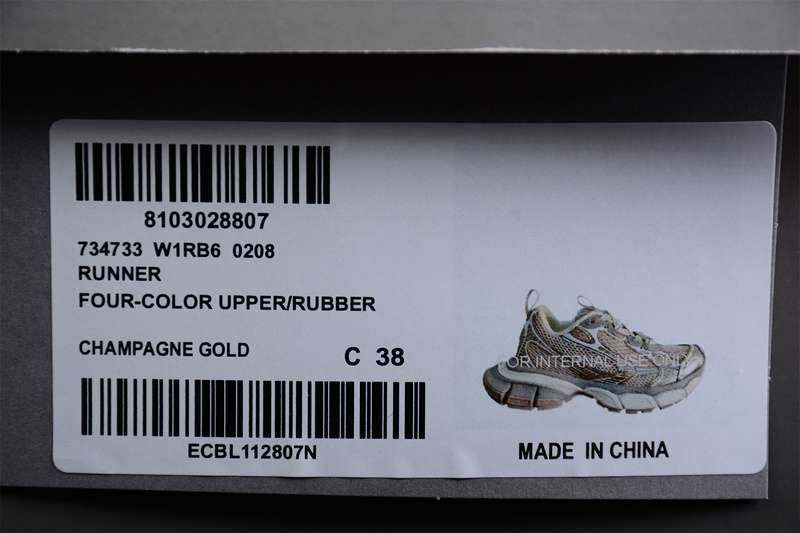 8103028807
734733 W1RB6 0208
RUNNER
FOUR-COLOR UPPER/RUBBER
CHAMPAGNE GOLD
C 38
FOR INTERNAL USE ONLY
ECBL112807N
MADE IN CHINA